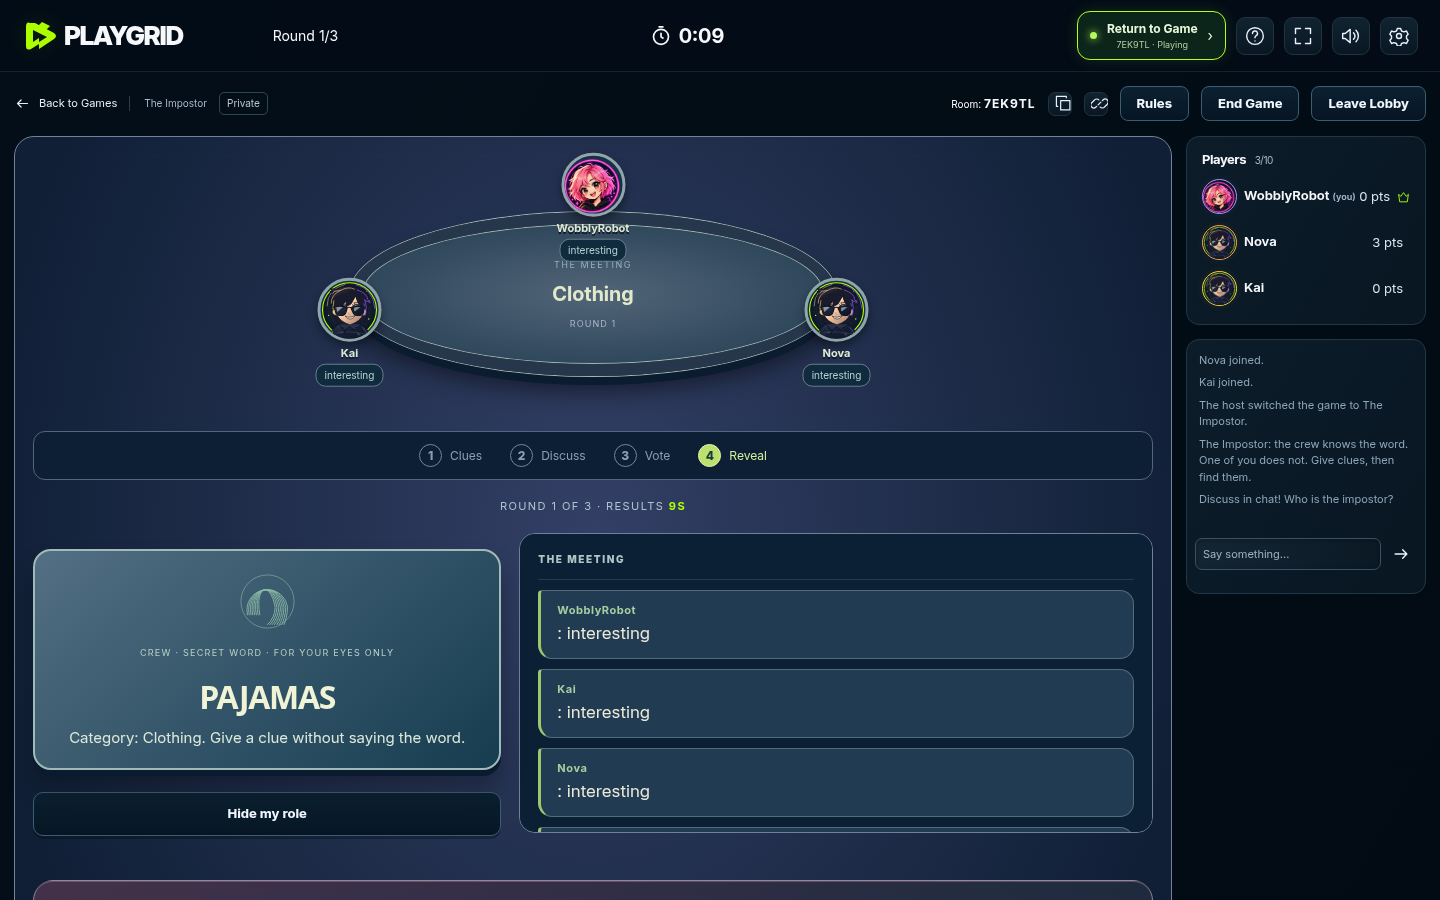 PLAYGRID
Round 1/3
0:09
Return to Game
7EK9TL · Playing
Back to Games
The Impostor
Private
Room: 7EK9TL
Rules
End Game
Leave Lobby
WobblyRobot
interesting
THE MEETING
Clothing
ROUND 1
Kai
interesting
Nova
interesting
1 Clues
2 Discuss
3 Vote
4 Reveal
ROUND 1 OF 3 · RESULTS 9S
CREW · SECRET WORD · FOR YOUR EYES ONLY
PAJAMAS
Category: Clothing. Give a clue without saying the word.
Hide my role
THE MEETING
WobblyRobot
: interesting
Kai
: interesting
Nova
: interesting
Players 3/10
WobblyRobot (you) 0 pts
Nova 3 pts
Kai 0 pts
Nova joined.
Kai joined.
The host switched the game to The
Impostor.
The Impostor: the crew knows the word.
One of you does not. Give clues, then
find them.
Discuss in chat! Who is the impostor?
Say something...